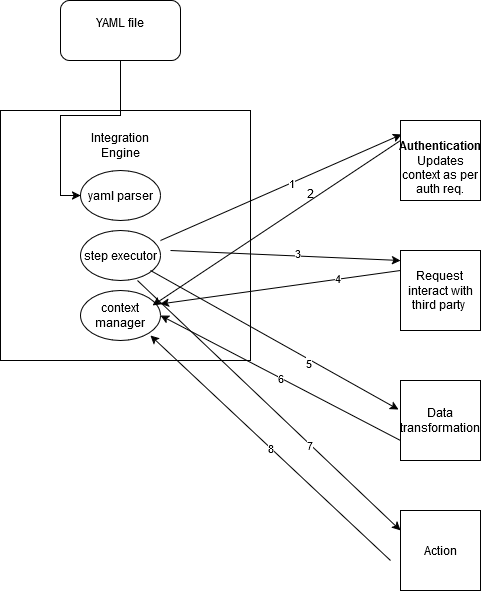 YAML file
Integration
Engine
yaml parser
step executor
context
manager
1
2
3
4
5
6
7
8
Authentication
Updates
context as per
auth req.
Request
interact with
third party
Data
transformation
Action